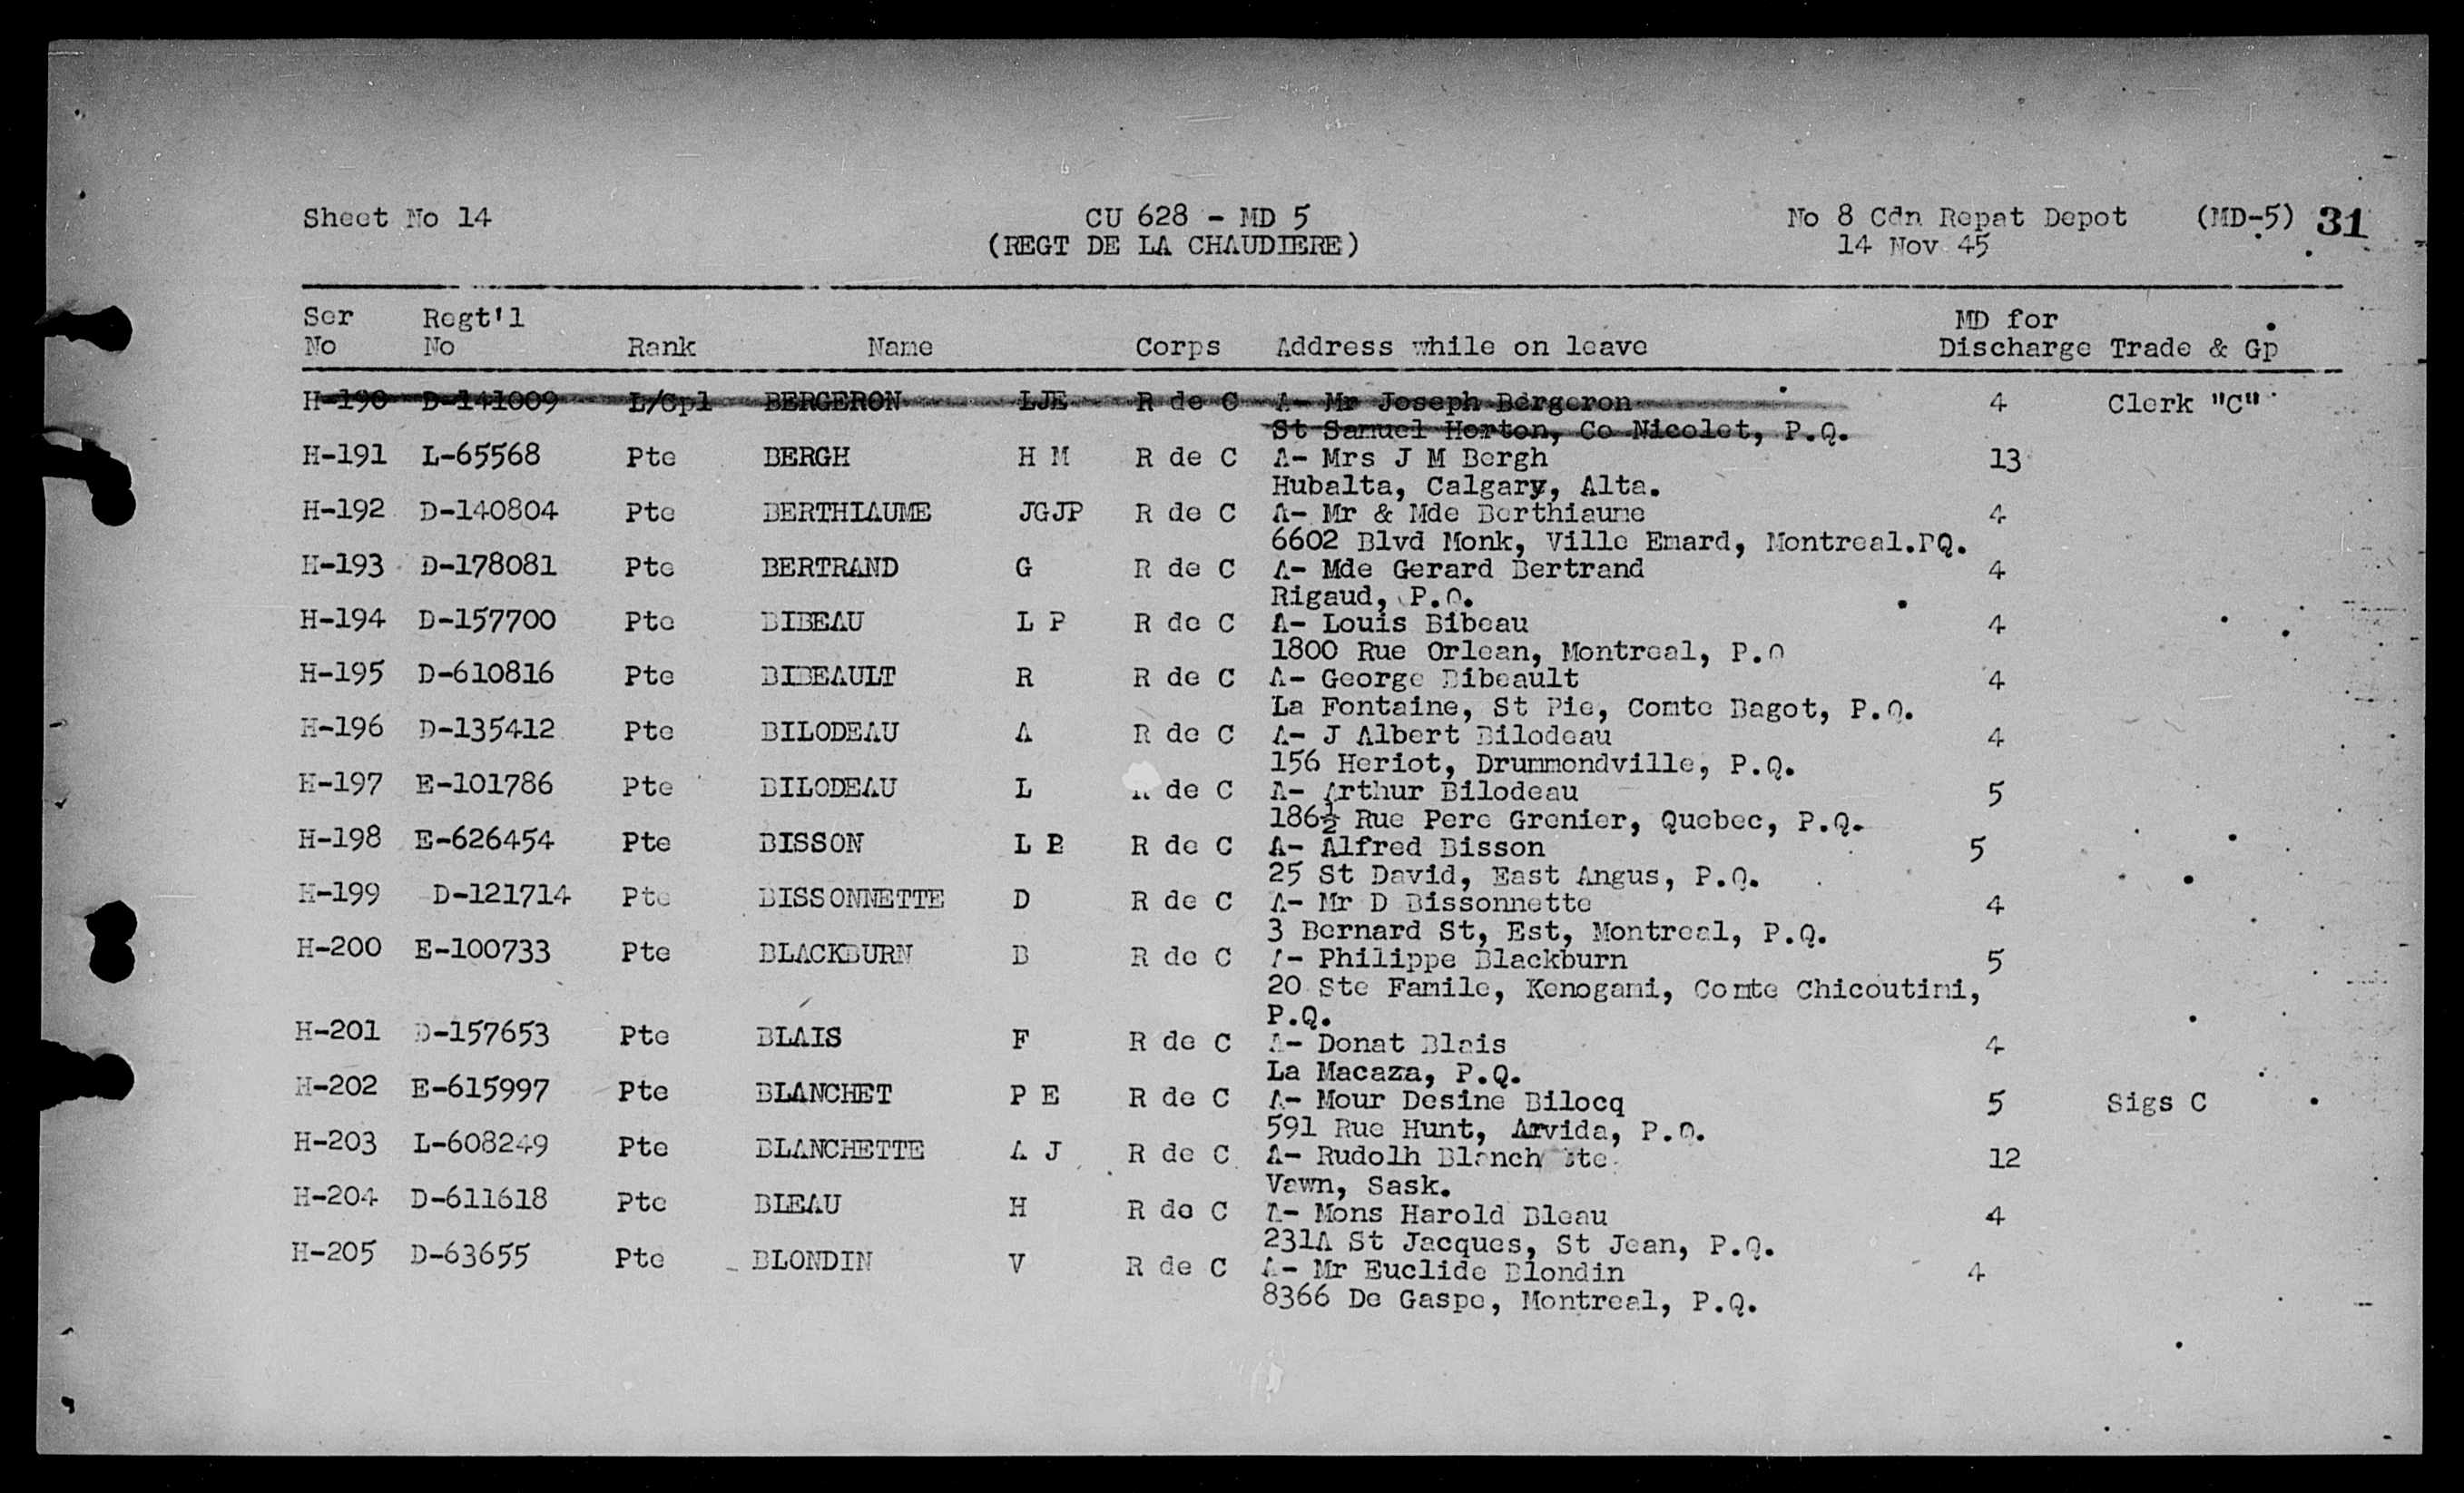 Sheet No 14 CU 628 - MD 5 No 8 Cdn Repat Depot (MD-5) 31
(REGT DE LA CHAUDIERE) 14 Nov 45
Ser Regt'l MD for
No No Rank Name Corps Address while on leave Discharge Trade & Gp
H-190 D-141009 L/Cpl BERGERON LJE R de C A- Mr Joseph Bergeron 4 Clerk "C"
St Samuel Horton, Co Nicolet, P.Q.
H-191 L-65568 Pte BERGH H M R de C A- Mrs J M Bergh 13
Hubalta, Calgary, Alta.
H-192 D-140804 Pte BERTHIAUME JGJP R de C A- Mr & Mde Berthiaume 4
6602 Blvd Monk, Ville Emard, Montreal.PQ.
H-193 D-178081 Pte BERTRAND G R de C A- Mde Gerard Bertrand 4
Rigaud, P.Q.
H-194 D-157700 Pte BIBEAU L P R de C A- Louis Bibeau 4
1800 Rue Orlean, Montreal, P.Q
H-195 D-610816 Pte BIBEAULT R R de C A- George Bibeault 4
La Fontaine, St Pie, Comte Bagot, P.Q.
H-196 D-135412 Pte BILODEAU A R de C A- J Albert Bilodeau 4
156 Heriot, Drummondville, P.Q.
H-197 E-101786 Pte BILODEAU L R de C A- Arthur Bilodeau 5
186½ Rue Pere Grenier, Quebec, P.Q.
H-198 E-626454 Pte BISSON L R de C A- Alfred Bisson 5
25 St David, East Angus, P.Q.
H-199 D-121714 Pte BISSONNETTE D R de C A- Mr D Bissonnette 4
3 Bernard St, Est, Montreal, P.Q.
H-200 E-100733 Pte BLACKBURN B R de C A- Philippe Blackburn 5
20 Ste Famile, Kenogami, Comte Chicoutimi,
P.Q.
H-201 D-157653 Pte BLAIS F R de C A- Donat Blais 4
La Macaza, P.Q.
H-202 E-615997 Pte BLANCHET P E R de C A- Mour Desine Bilocq 5 Sigs C
591 Rue Hunt, Arvida, P.Q.
H-203 L-608249 Pte BLANCHETTE A J R de C A- Rudolh Blanchette 12
Vawn, Sask.
H-204 D-611618 Pte BLEAU H R de C A- Mons Harold Bleau 4
231A St Jacques, St Jean, P.Q.
H-205 D-63655 Pte BLONDIN V R de C A- Mr Euclide Blondin 4
8366 De Gaspe, Montreal, P.Q.